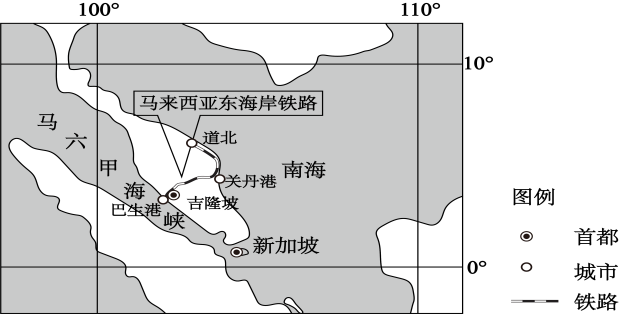 100° 110°
10°
马来西亚东海岸铁路
马六甲海峡
道北
南海
关丹港
吉隆坡
巴生港
新加坡
0°
图例
首都
城市
铁路